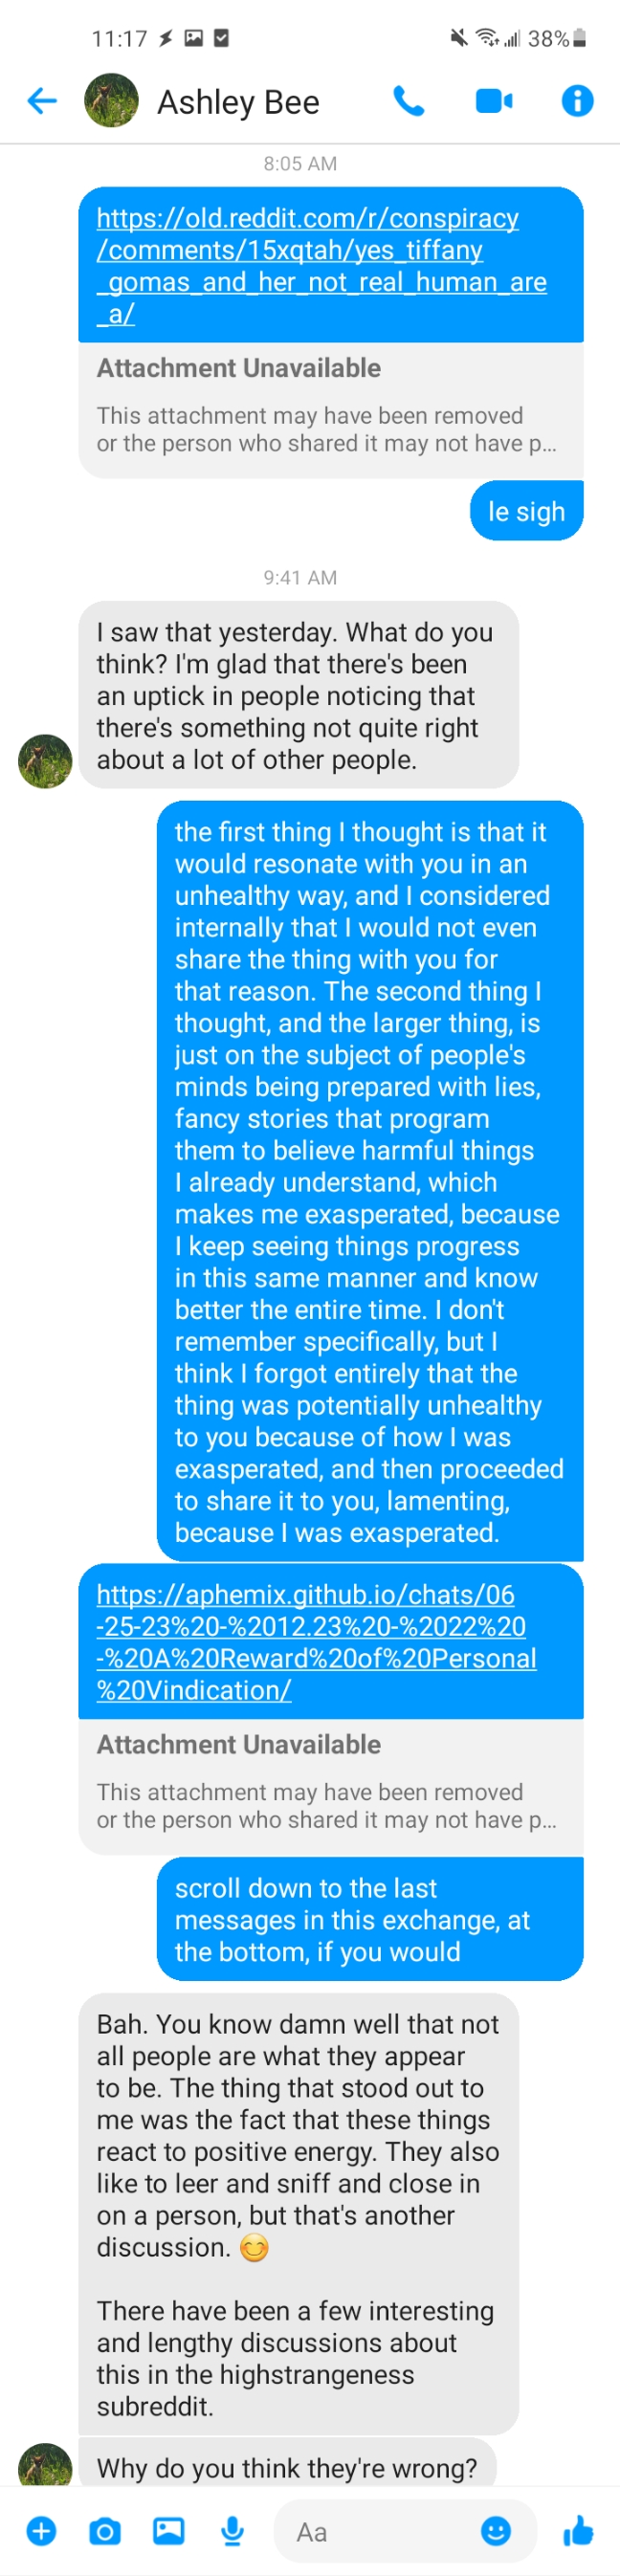 11:17
38%
Ashley Bee
8:05 AM
https://old.reddit.com/r/conspiracy
/comments/15xqtah/yes_tiffany
_gomas_and_her_not_real_human_are
_a/
Attachment Unavailable
This attachment may have been removed
or the person who shared it may not have p...
le sigh
9:41 AM
I saw that yesterday. What do you
think? I'm glad that there's been
an uptick in people noticing that
there's something not quite right
about a lot of other people.
the first thing I thought is that it
would resonate with you in an
unhealthy way, and I considered
internally that I would not even
share the thing with you for
that reason. The second thing I
thought, and the larger thing, is
just on the subject of people's
minds being prepared with lies,
fancy stories that program
them to believe harmful things
I already understand, which
makes me exasperated, because
I keep seeing things progress
in this same manner and know
better the entire time. I don't
remember specifically, but I
think I forgot entirely that the
thing was potentially unhealthy
to you because of how I was
exasperated, and then proceeded
to share it to you, lamenting,
because I was exasperated.
https://aphemix.github.io/chats/06
-25-23%20-%2012.23%20-%2022%20
-%20A%20Reward%20of%20Personal
%20Vindication/
Attachment Unavailable
This attachment may have been removed
or the person who shared it may not have p...
scroll down to the last
messages in this exchange, at
the bottom, if you would
Bah. You know damn well that not
all people are what they appear
to be. The thing that stood out to
me was the fact that these things
react to positive energy. They also
like to leer and sniff and close in
on a person, but that's another
discussion. 😊
There have been a few interesting
and lengthy discussions about
this in the highstrangeness
subreddit.
Why do you think they're wrong?
Aa